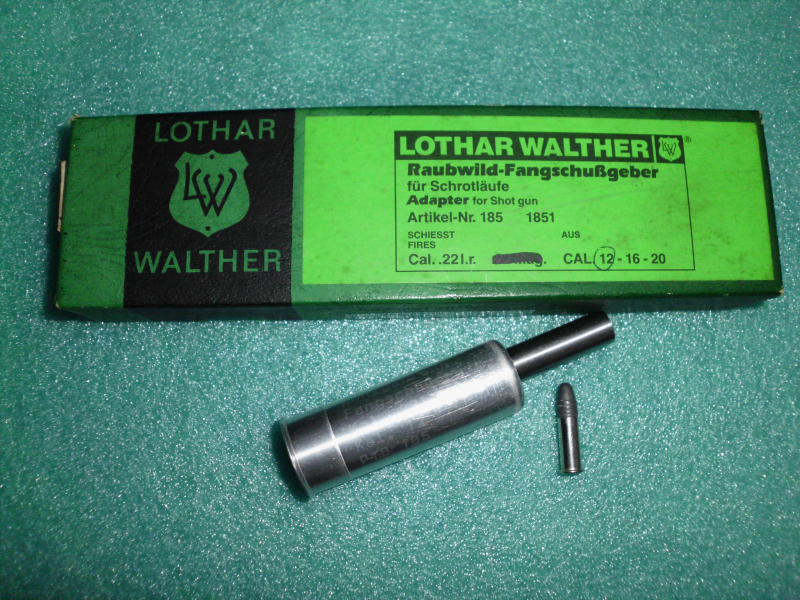 LOTHAR
LW
WALTHER
LOTHAR WALTHER LW ®
Raubwild-Fangschußgeber
für Schrotläufe
Adapter for Shot gun
Artikel-Nr. 185 1851
SCHIESST AUS
FIRES
Cal. .22 l.r. CAL. 12 - 16 - 20
185